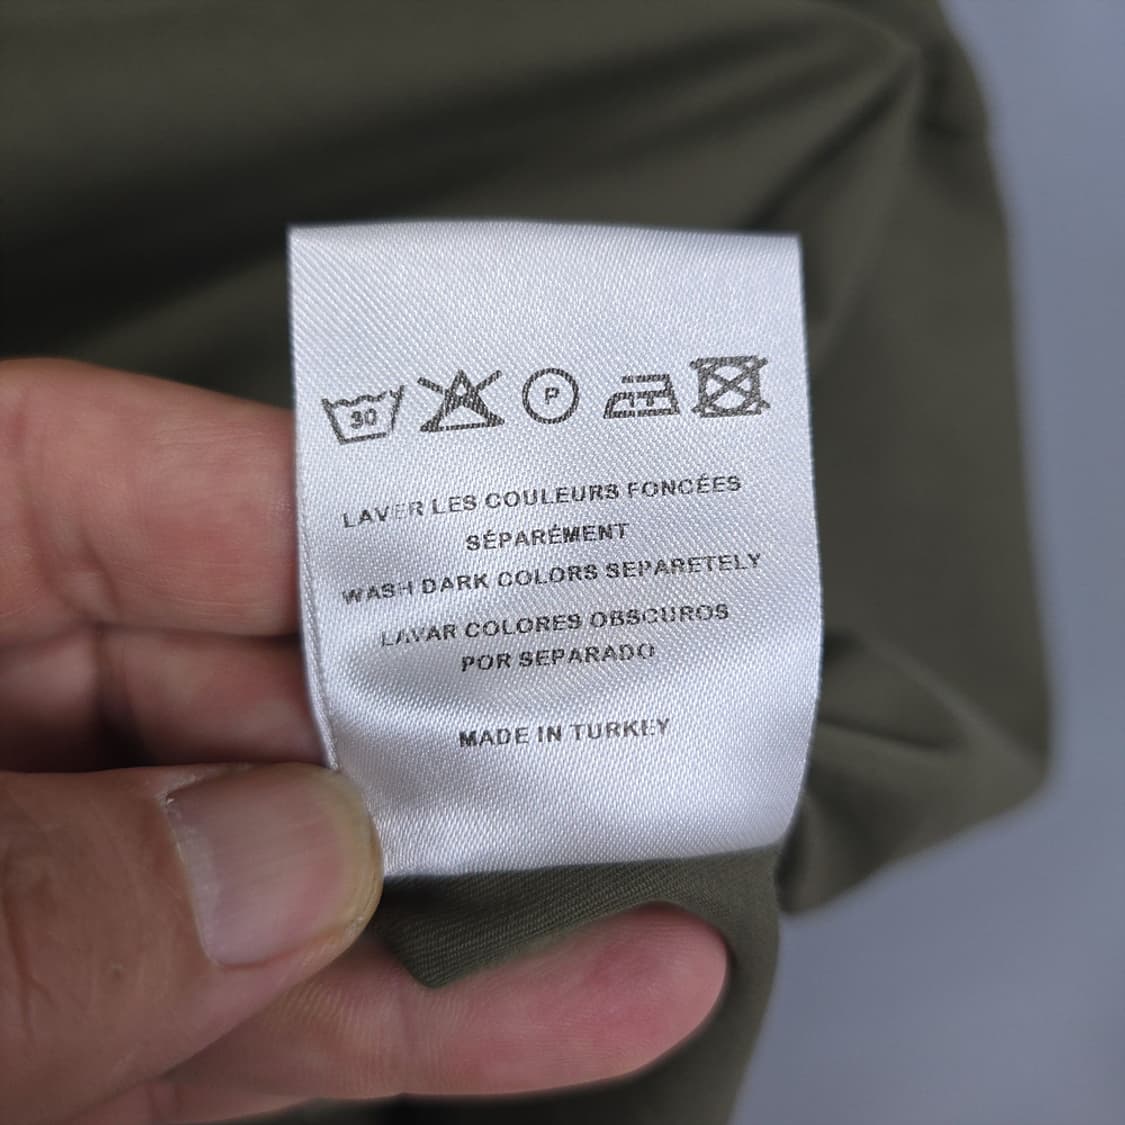 30 P
LAVER LES COULEURS FONCÉES
SÉPARÉMENT
WASH DARK COLORS SEPARETELY
LAVAR COLORES OBSCUROS
POR SEPARADO
MADE IN TURKEY